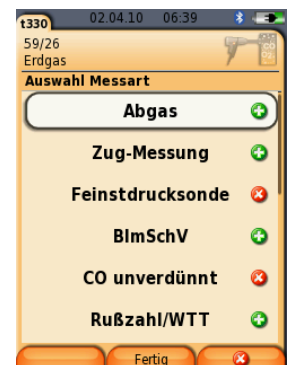 t330 02.04.10 06:39
59/26
Erdgas
Auswahl Messart
Abgas
Zug-Messung
Feinstdrucksonde
BImSchV
CO unverdünnt
Rußzahl/WTT
Fertig